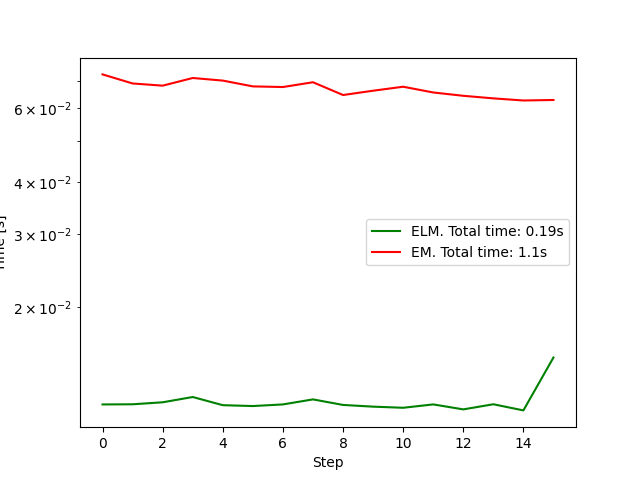 6 × 10⁻²
4 × 10⁻²
3 × 10⁻²
2 × 10⁻²
Time [s]
ELM. Total time: 0.19s
EM. Total time: 1.1s
0 2 4 6 8 10 12 14
Step